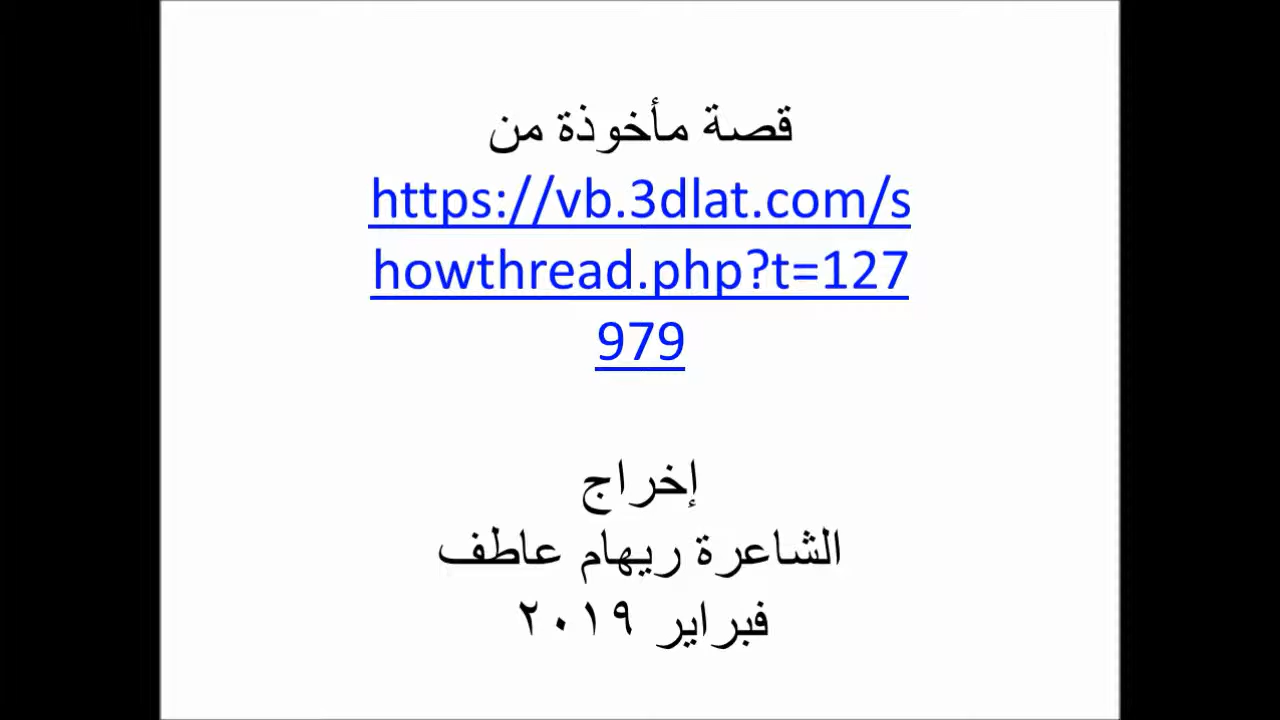 قصة مأخوذة من
https://vb.3dlat.com/s
howthread.php?t=127
979
إخراج
الشاعرة ريهام عاطف
فبراير ٢٠١٩